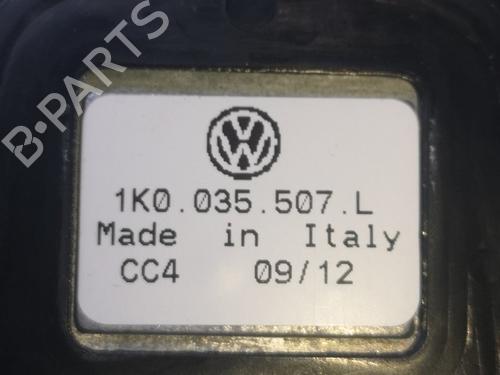 B-PARTS
1K0.035.507.L
Made in Italy
CC4 09/12